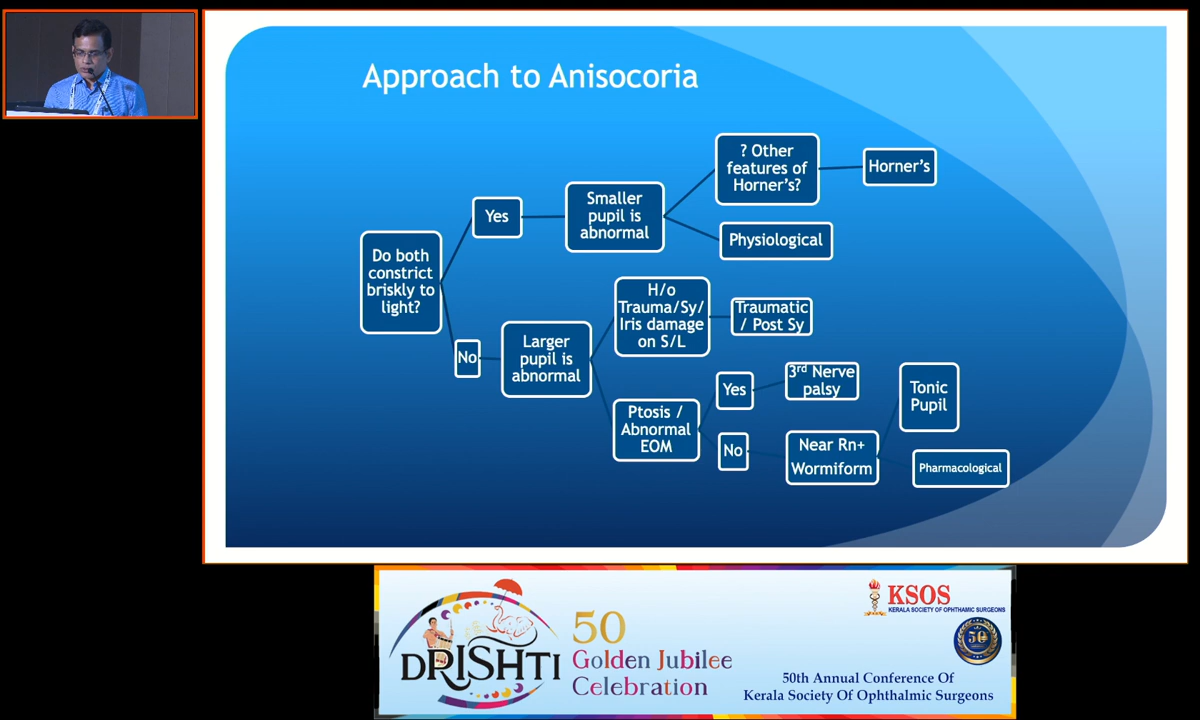 Approach to Anisocoria
? Other
features of
Horner's?
Horner's
Yes
Smaller
pupil is
abnormal
Physiological
Do both
constrict
briskly to
light?
H/o
Trauma/Sy/
Iris damage
on S/L
Traumatic
/ Post Sy
No
Larger
pupil is
abnormal
Ptosis /
Abnormal
EOM
Yes
3rd Nerve
palsy
No
Near Rn+
Wormiform
Tonic
Pupil
Pharmacological
DRISHTI
50
Golden Jubilee
Celebration
KSOS
KERALA SOCIETY OF OPHTHAMIC SURGEONS
50
50th Annual Conference Of
Kerala Society Of Ophthalmic Surgeons